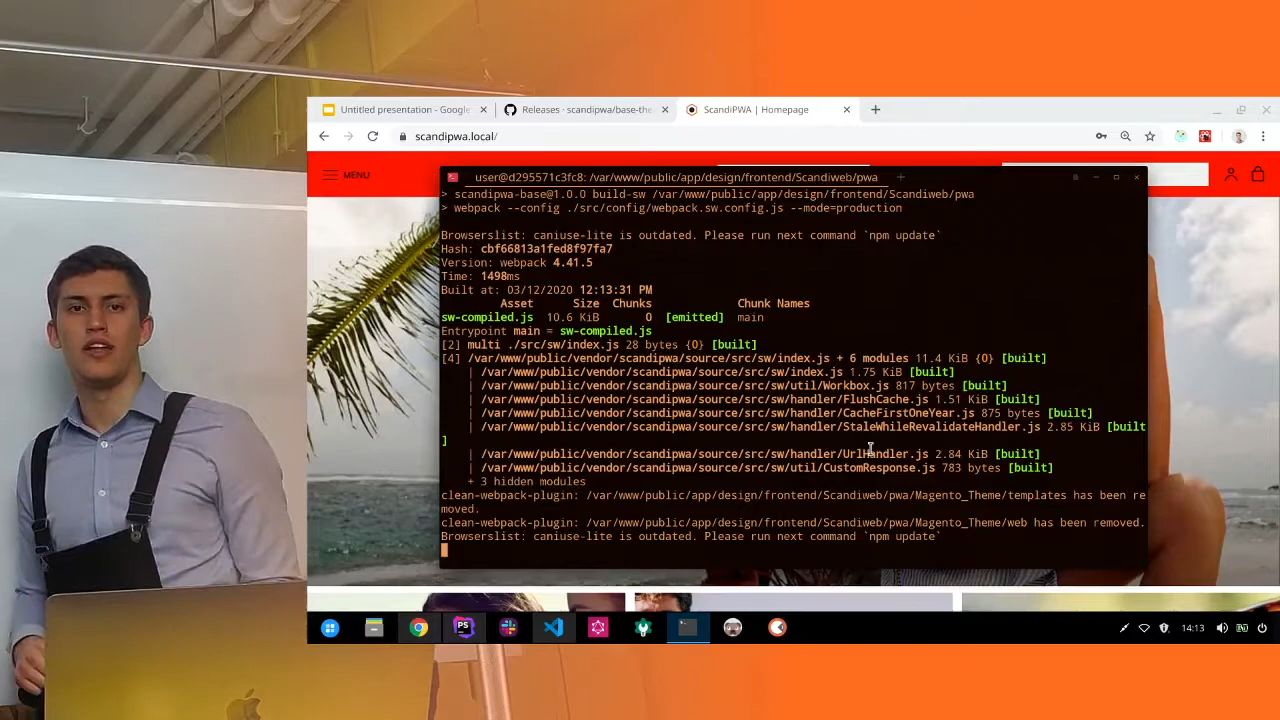 Untitled presentation - Google
Releases · scandipwa/base-the
ScandiPWA | Homepage
scandipwa.local/
MENU
user@d295571c3fc8: /var/www/public/app/design/frontend/Scandiweb/pwa
> scandipwa-base@1.0.0 build-sw /var/www/public/app/design/frontend/Scandiweb/pwa
> webpack --config ./src/config/webpack.sw.config.js --mode=production
Browserslist: caniuse-lite is outdated. Please run next command `npm update`
Hash: cbf66813a1fed8f97fa7
Version: webpack 4.41.5
Time: 1498ms
Built at: 03/12/2020 12:13:31 PM
Asset Size Chunks Chunk Names
sw-compiled.js 10.6 KiB 0 [emitted] main
Entrypoint main = sw-compiled.js
[2] multi ./src/sw/index.js 28 bytes {0} [built]
[4] /var/www/public/vendor/scandipwa/source/src/sw/index.js + 6 modules 11.4 KiB {0} [built]
| /var/www/public/vendor/scandipwa/source/src/sw/index.js 1.75 KiB [built]
| /var/www/public/vendor/scandipwa/source/src/sw/util/Workbox.js 817 bytes [built]
| /var/www/public/vendor/scandipwa/source/src/sw/handler/FlushCache.js 1.51 KiB [built]
| /var/www/public/vendor/scandipwa/source/src/sw/handler/CacheFirstOneYear.js 875 bytes [built]
| /var/www/public/vendor/scandipwa/source/src/sw/handler/StaleWhileRevalidateHandler.js 2.85 KiB [built
]
| /var/www/public/vendor/scandipwa/source/src/sw/handler/UrlHandler.js 2.84 KiB [built]
| /var/www/public/vendor/scandipwa/source/src/sw/util/CustomResponse.js 783 bytes [built]
+ 3 hidden modules
clean-webpack-plugin: /var/www/public/app/design/frontend/Scandiweb/pwa/Magento_Theme/templates has been re
moved.
clean-webpack-plugin: /var/www/public/app/design/frontend/Scandiweb/pwa/Magento_Theme/web has been removed.
Browserslist: caniuse-lite is outdated. Please run next command `npm update`
PS
14:13